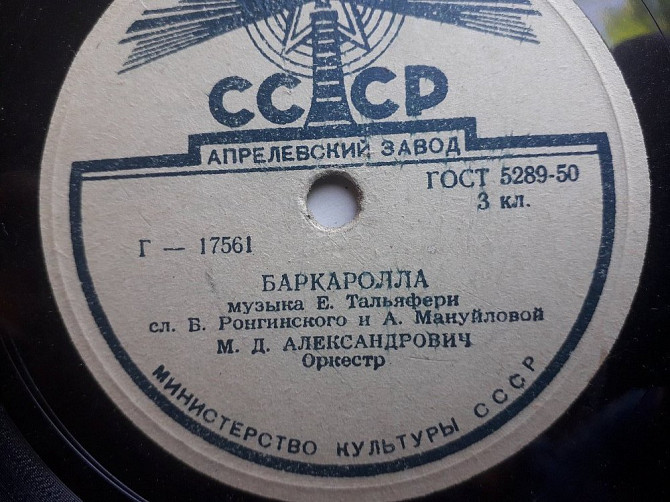 СССР
АПРЕЛЕВСКИЙ ЗАВОД
ГОСТ 5289-50
3 кл.
Г — 17561
БАРКАРОЛЛА
музыка Е. Тальяфери
сл. Б. Ронгинского и А. Мануйловой
М. Д. АЛЕКСАНДРОВИЧ
Оркестр
МИНИСТЕРСТВО КУЛЬТУРЫ СССР